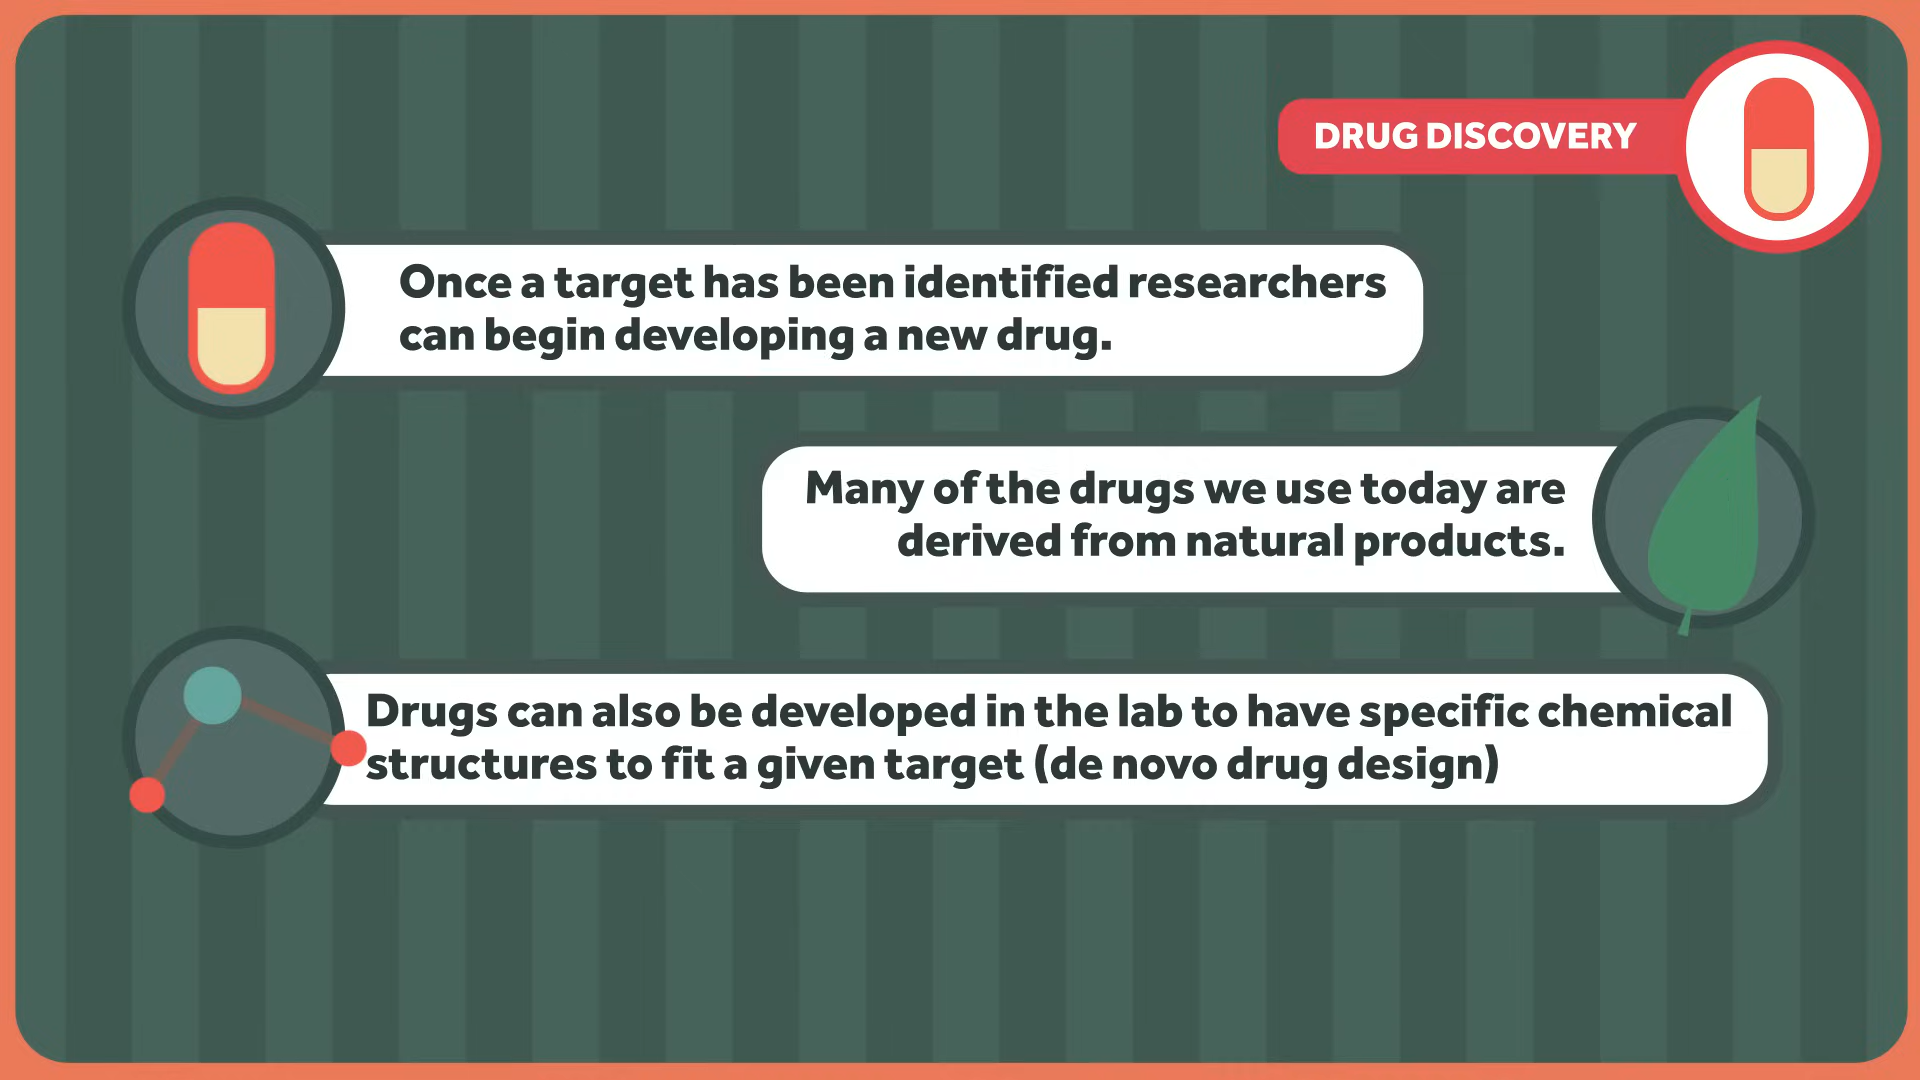 DRUG DISCOVERY
Once a target has been identified researchers
can begin developing a new drug.
Many of the drugs we use today are
derived from natural products.
Drugs can also be developed in the lab to have specific chemical
structures to fit a given target (de novo drug design)